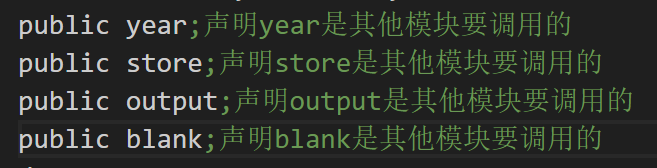 public year;声明year是其他模块要调用的
public store;声明store是其他模块要调用的
public output;声明output是其他模块要调用的
public blank;声明blank是其他模块要调用的